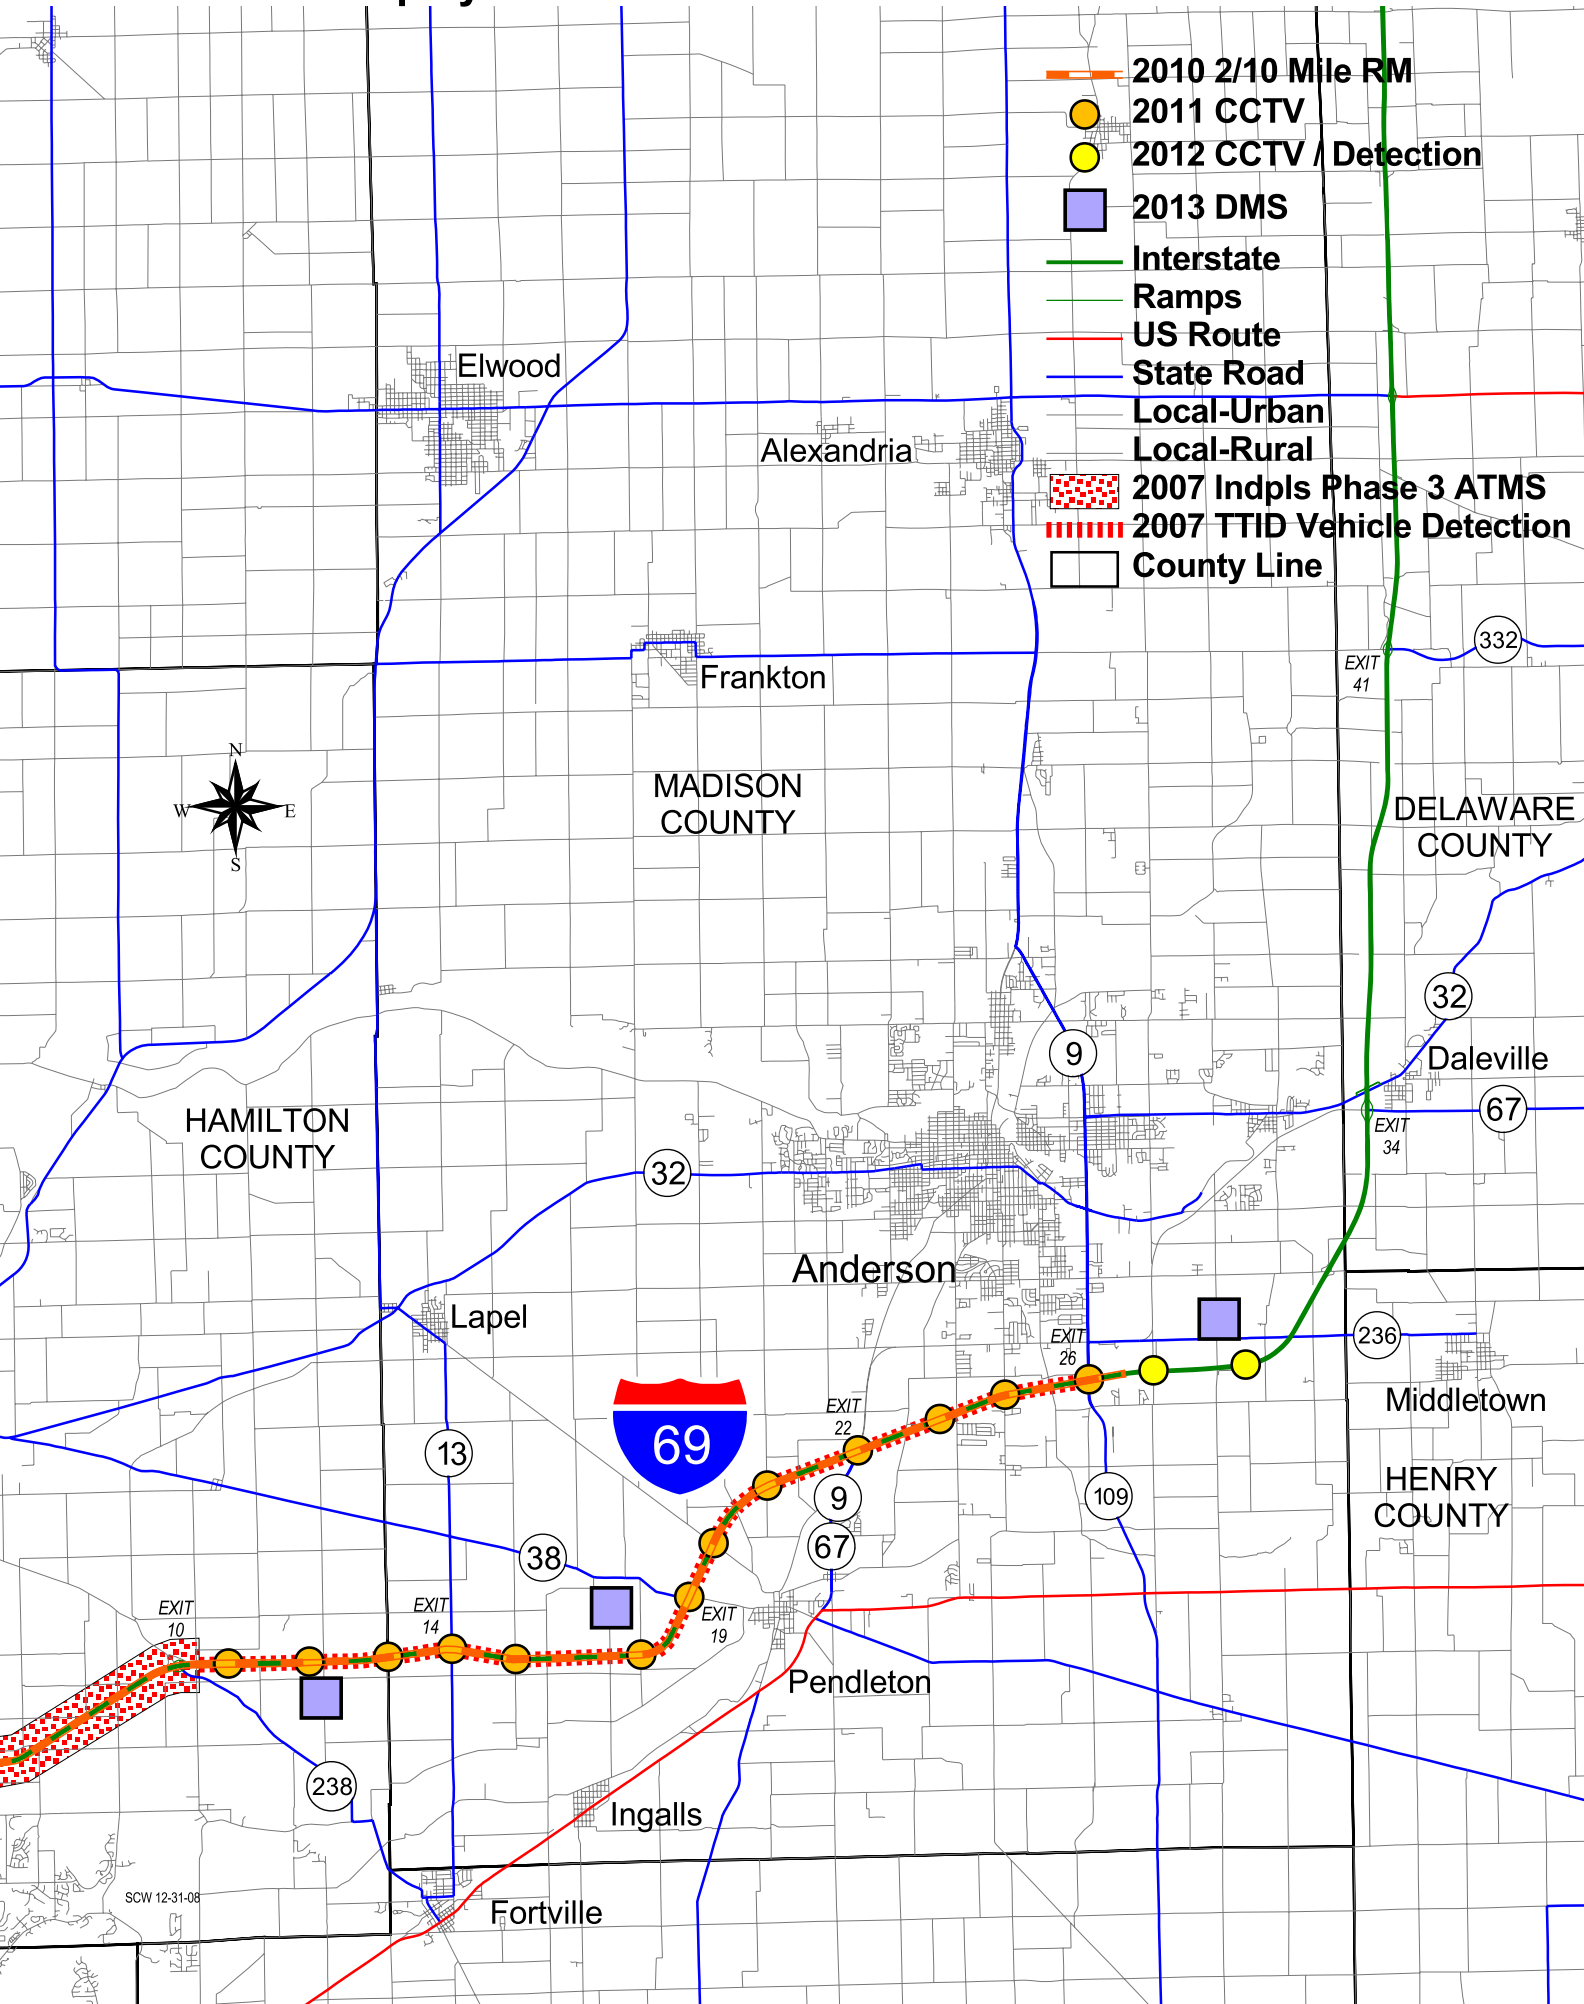 2010 2/10 Mile RM
2011 CCTV
2012 CCTV / Detection
2013 DMS
Interstate
Ramps
US Route
State Road
Local-Urban
Local-Rural
2007 Indpls Phase 3 ATMS
2007 TTID Vehicle Detection
County Line
Elwood
Alexandria
332
EXIT
41
Frankton
N
W
E
S
MADISON
COUNTY
DELAWARE
COUNTY
32
9
Daleville
67
EXIT
34
HAMILTON
COUNTY
32
Anderson
Lapel
EXIT
26
236
Middletown
69
EXIT
22
13
9
109
HENRY
COUNTY
67
38
EXIT
10
EXIT
14
EXIT
19
Pendleton
238
Ingalls
SCW 12-31-08
Fortville